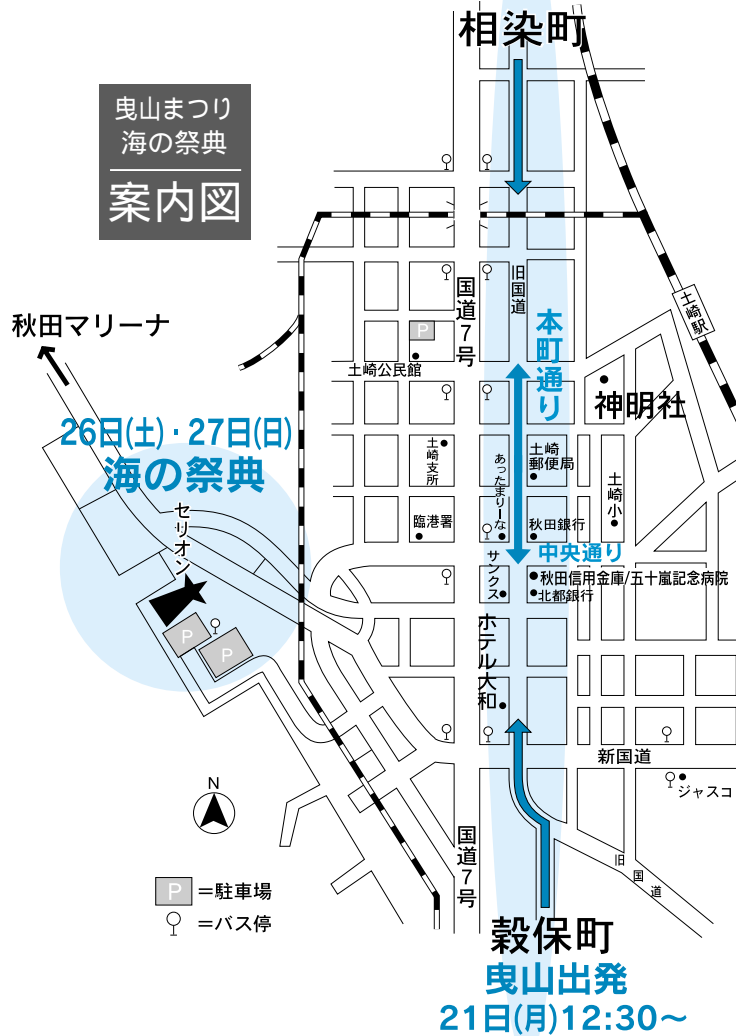 相染町
曳山まつり
海の祭典
案内図
旧国道
国道7号
土崎駅
秋田マリーナ
P
土崎公民館
本町通り
神明社
26日(土)・27日(日)
海の祭典
土崎支所
あったまりーな
土崎
郵便局
土崎小
セリオン
臨港署
秋田銀行
中央通り
サンクス
秋田信用金庫/五十嵐記念病院
北都銀行
P
P
ホテル大和
新国道
ジャスコ
N
国道7号
旧国道
P=駐車場
=バス停
穀保町
曳山出発
21日(月)12:30～